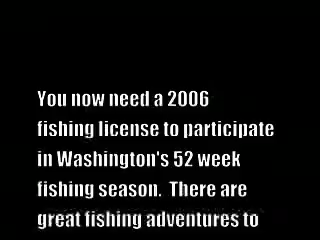 You now need a 2006
fishing license to participate
in Washington's 52 week
fishing season.  There are
great fishing adventures to